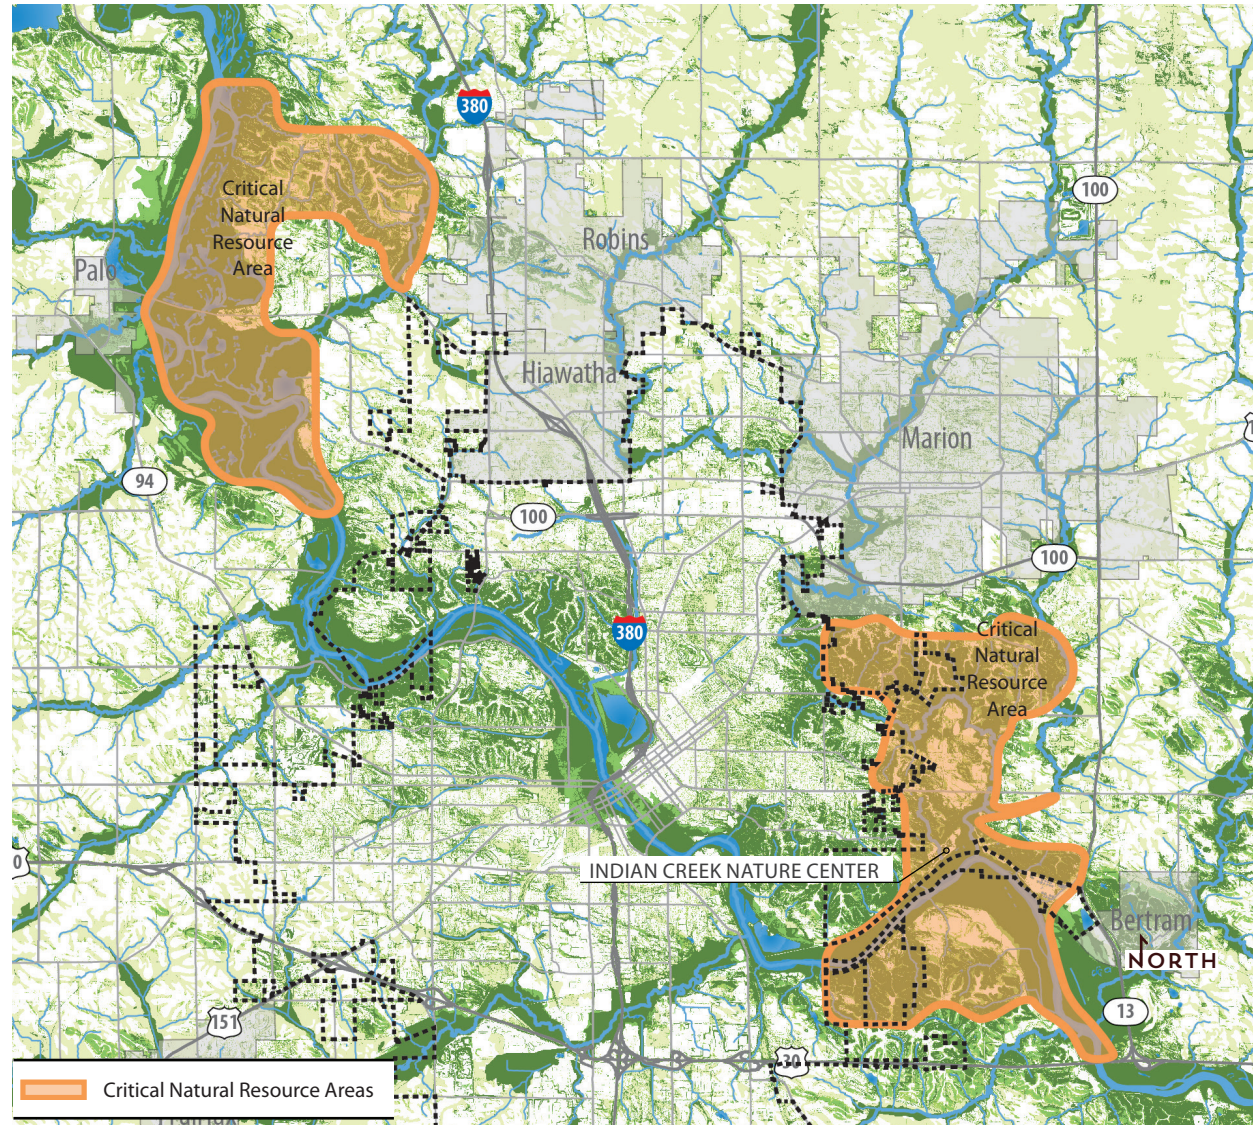 380
100
Critical
Natural
Resource
Area
Robins
Palo
Hiawatha
Marion
94
100
100
380
Critical
Natural
Resource
Area
INDIAN CREEK NATURE CENTER
Bertram
NORTH
151
13
30
Critical Natural Resource Areas